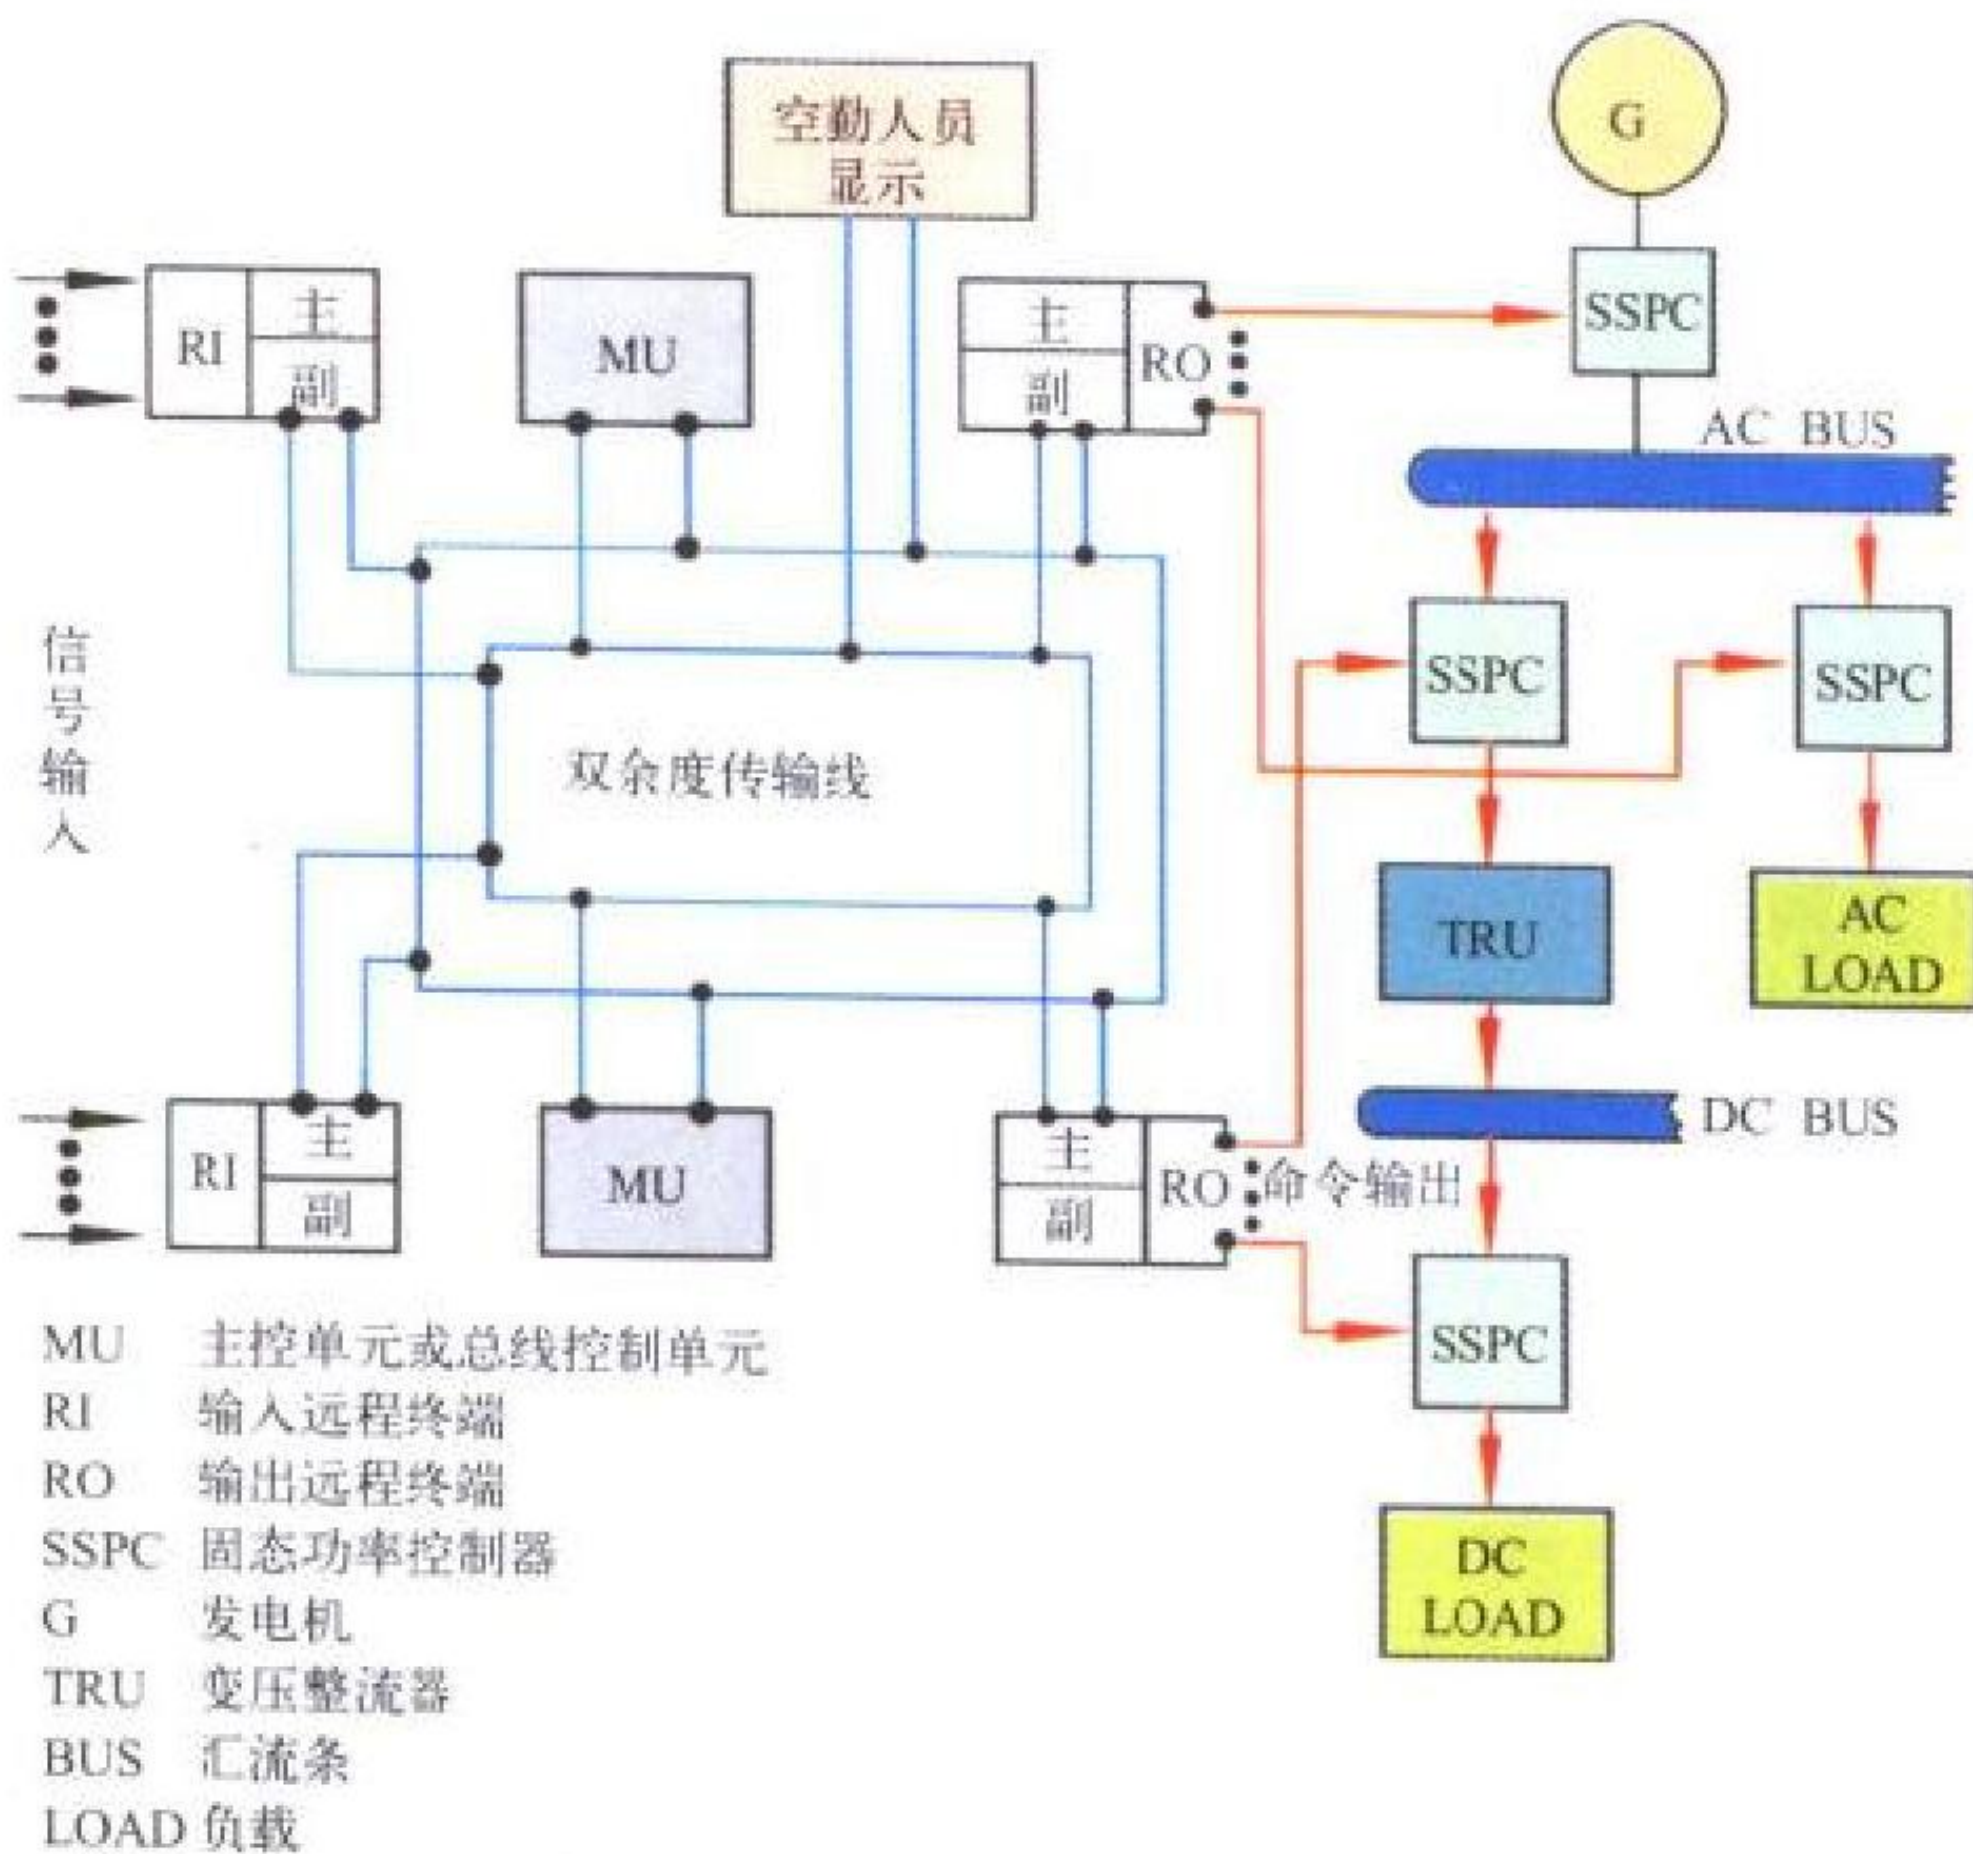 空勤人员
显示
G
SSPC
RI
主
副
MU
主
副
RO
AC BUS
SSPC
SSPC
信号输入
双余度传输线
TRU
AC
LOAD
DC BUS
RI
主
副
MU
主
副
RO
命令输出
SSPC
DC
LOAD
MU 主控单元或总线控制单元
RI 输入远程终端
RO 输出远程终端
SSPC 固态功率控制器
G 发电机
TRU 变压整流器
BUS 汇流条
LOAD 负载